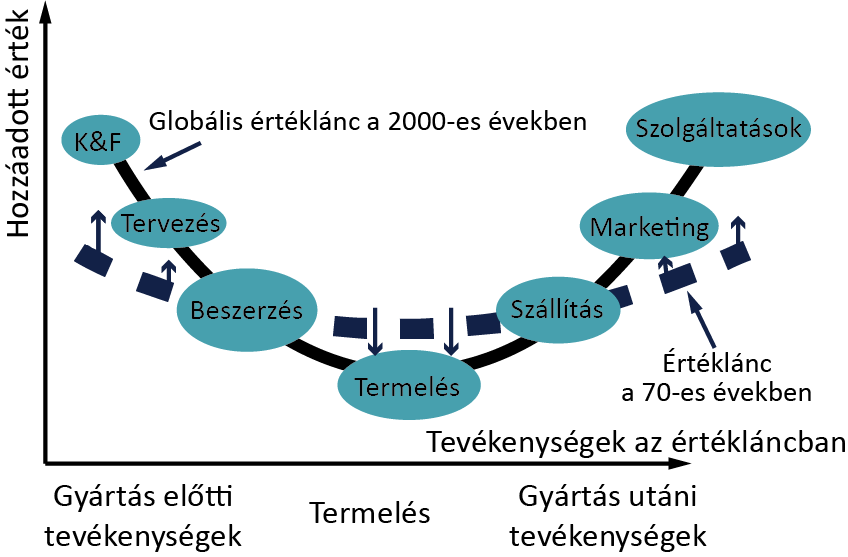 Hozzáadott érték
K&F
Globális értéklánc a 2000-es években
Szolgáltatások
Tervezés
Marketing
Beszerzés
Szállítás
Termelés
Értéklánc
a 70-es években
Tevékenységek az értékláncban
Gyártás előtti
tevékenységek
Termelés
Gyártás utáni
tevékenységek